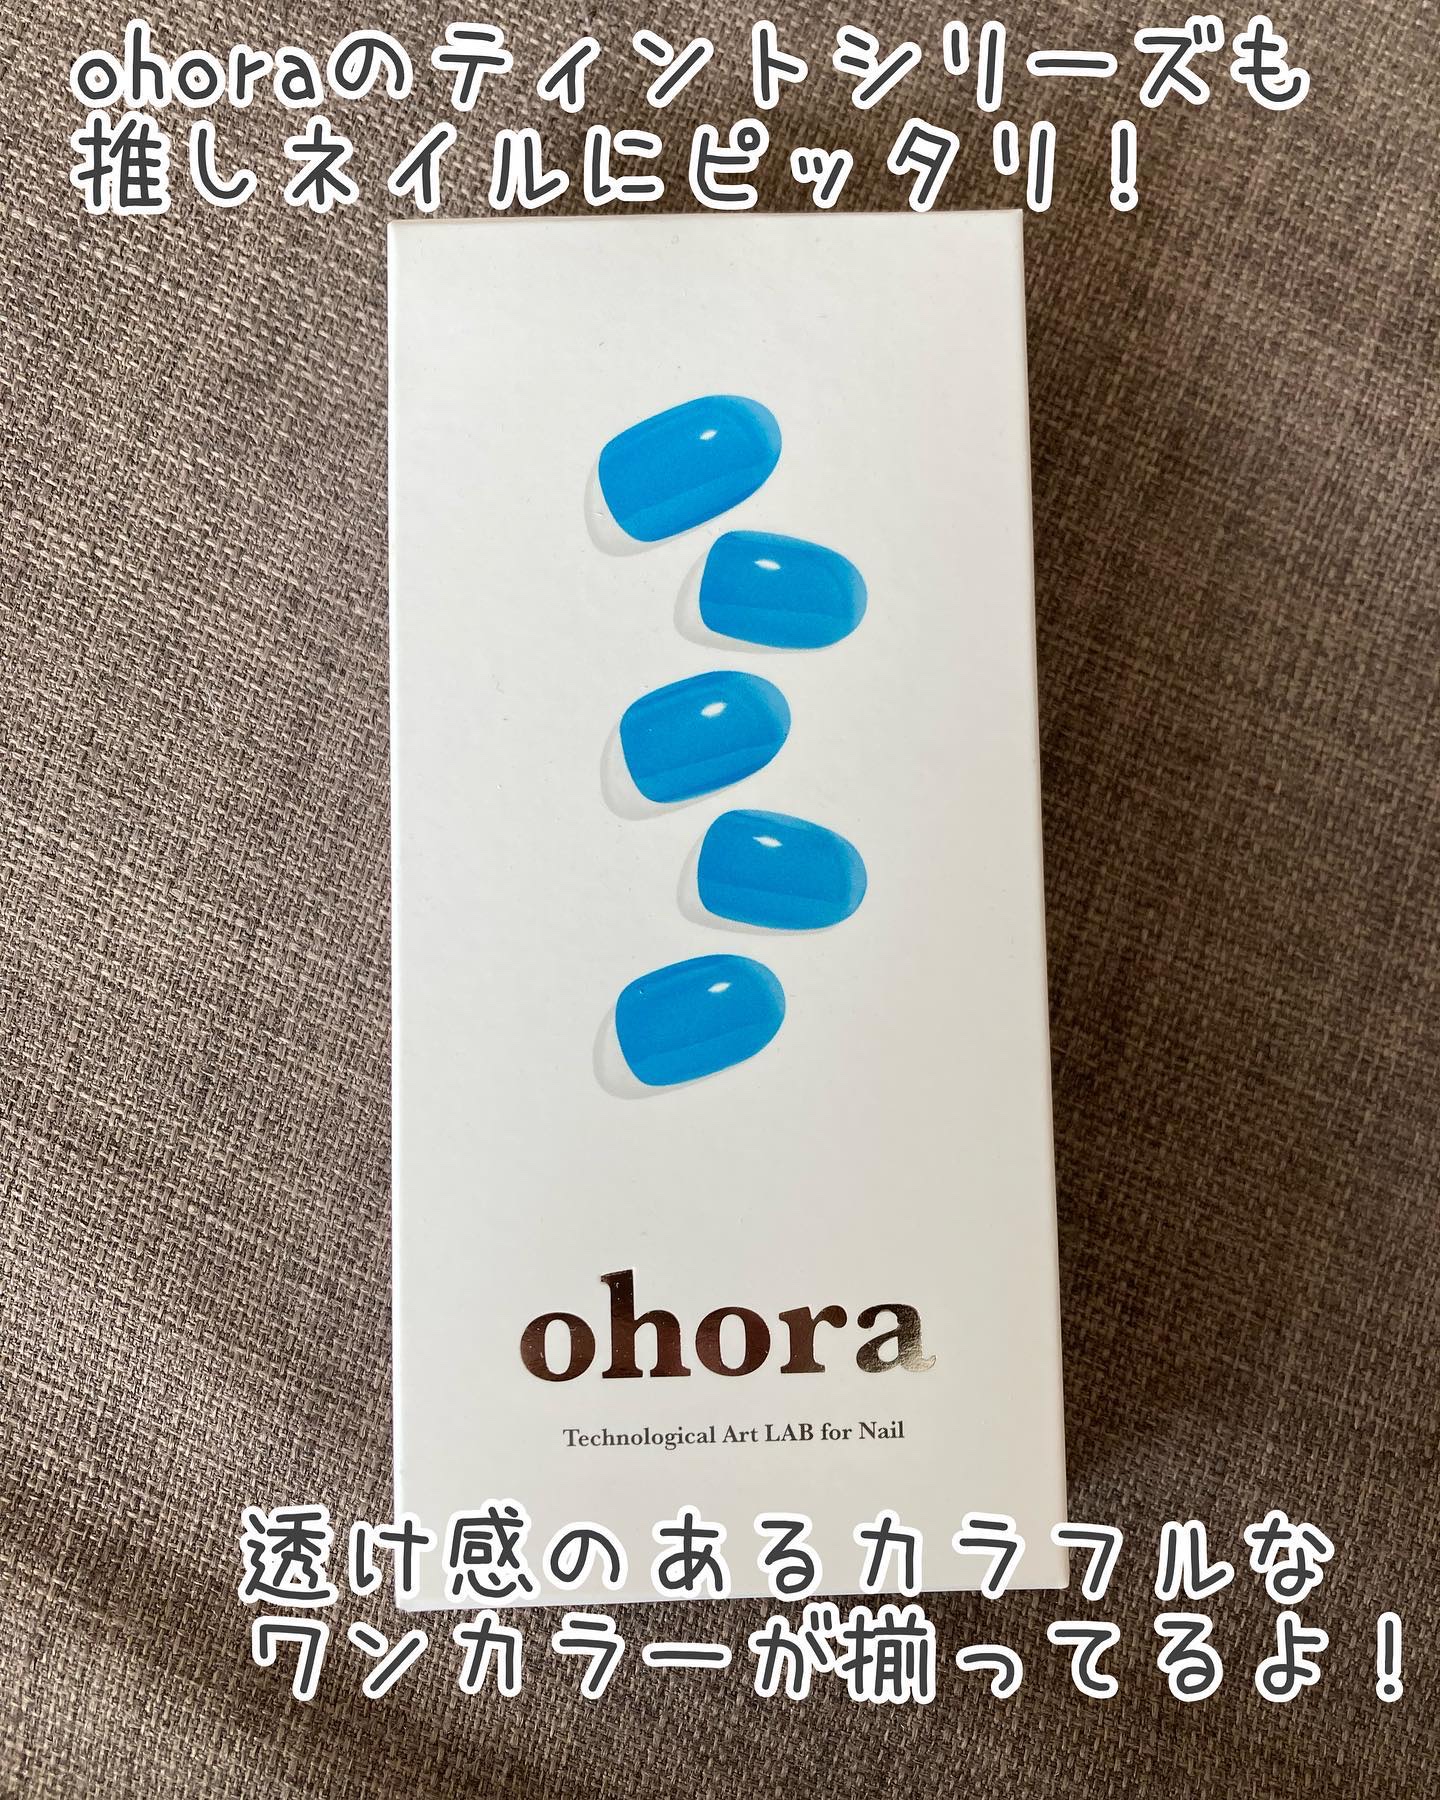 ohoraのティントシリーズも
推しネイルにピッタリ！
ohora
Technological Art LAB for Nail
透け感のあるカラフルな
ワンカラーが揃ってるよ！